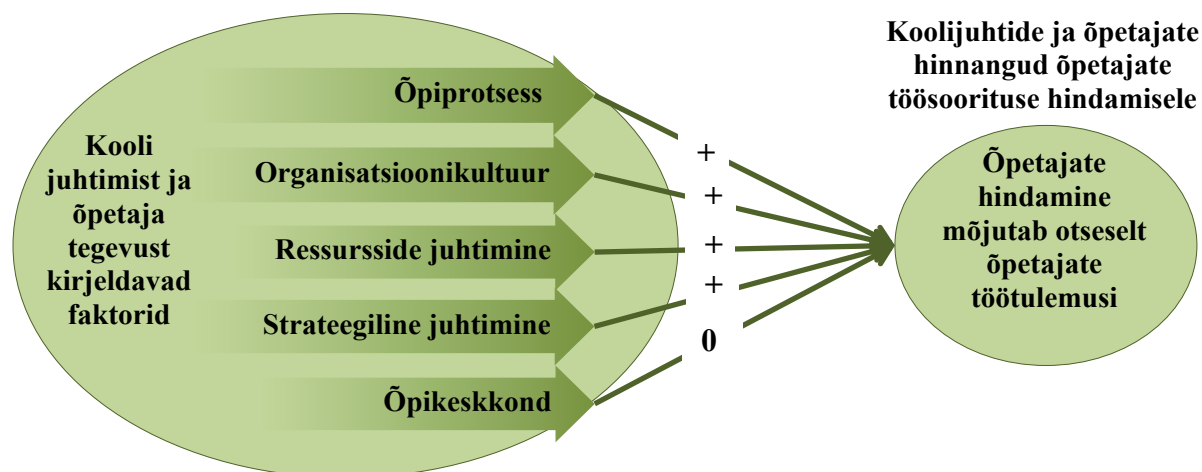 Kooli
juhtimist ja
õpetaja
tegevust
kirjeldavad
faktorid
Õpiprotsess
Organisatsioonikultuur
Ressursside juhtimine
Strateegiline juhtimine
Õpikeskkond
+
+
+
+
0
Koolijuhtide ja õpetajate
hinnangud õpetajate
töösoorituse hindamisele
Õpetajate
hindamine
mõjutab otseselt
õpetajate
töötulemusi